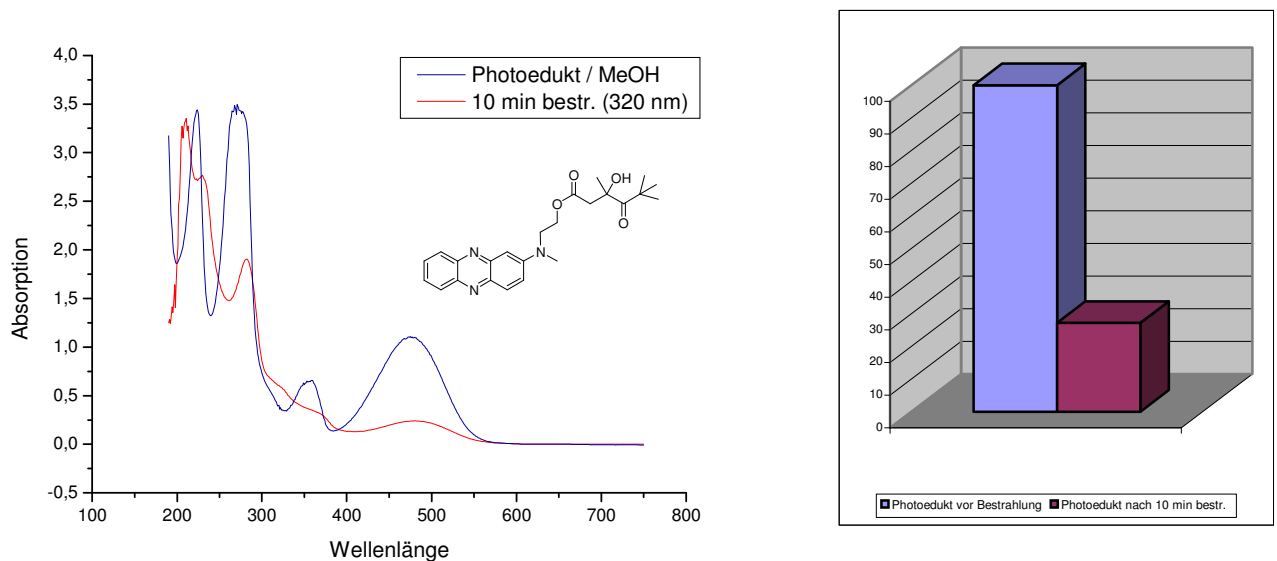 4,0
3,5
3,0
2,5
2,0
1,5
1,0
0,5
0,0
-0,5
100 200 300 400 500 600 700 800
Absorption
Wellenlänge
Photoedukt / MeOH
10 min bestr. (320 nm)
O
OH
O
O
N
N
N
100
90
80
70
60
50
40
30
20
10
0
Photoedukt vor Bestrahlung Photoedukt nach 10 min bestr.